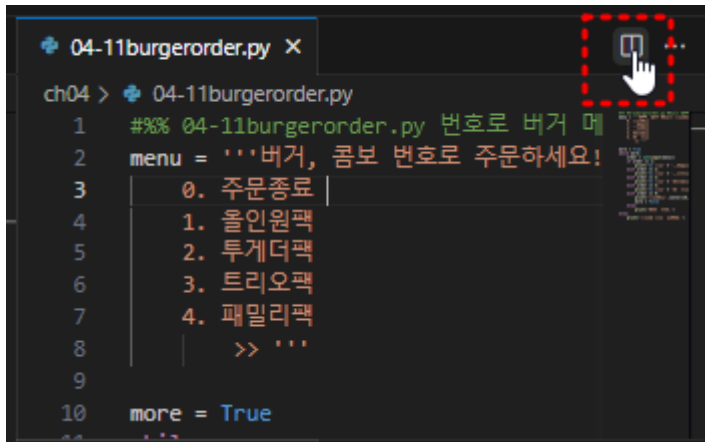 04-11burgerorder.py ×
ch04 > 04-11burgerorder.py
1 #%% 04-11burgerorder.py 번호로 버거 메
2 menu = '''버거, 콤보 번호로 주문하세요!
3 0. 주문종료
4 1. 올인원팩
5 2. 투게더팩
6 3. 트리오팩
7 4. 패밀리팩
8 >> '''
9
10 more = True